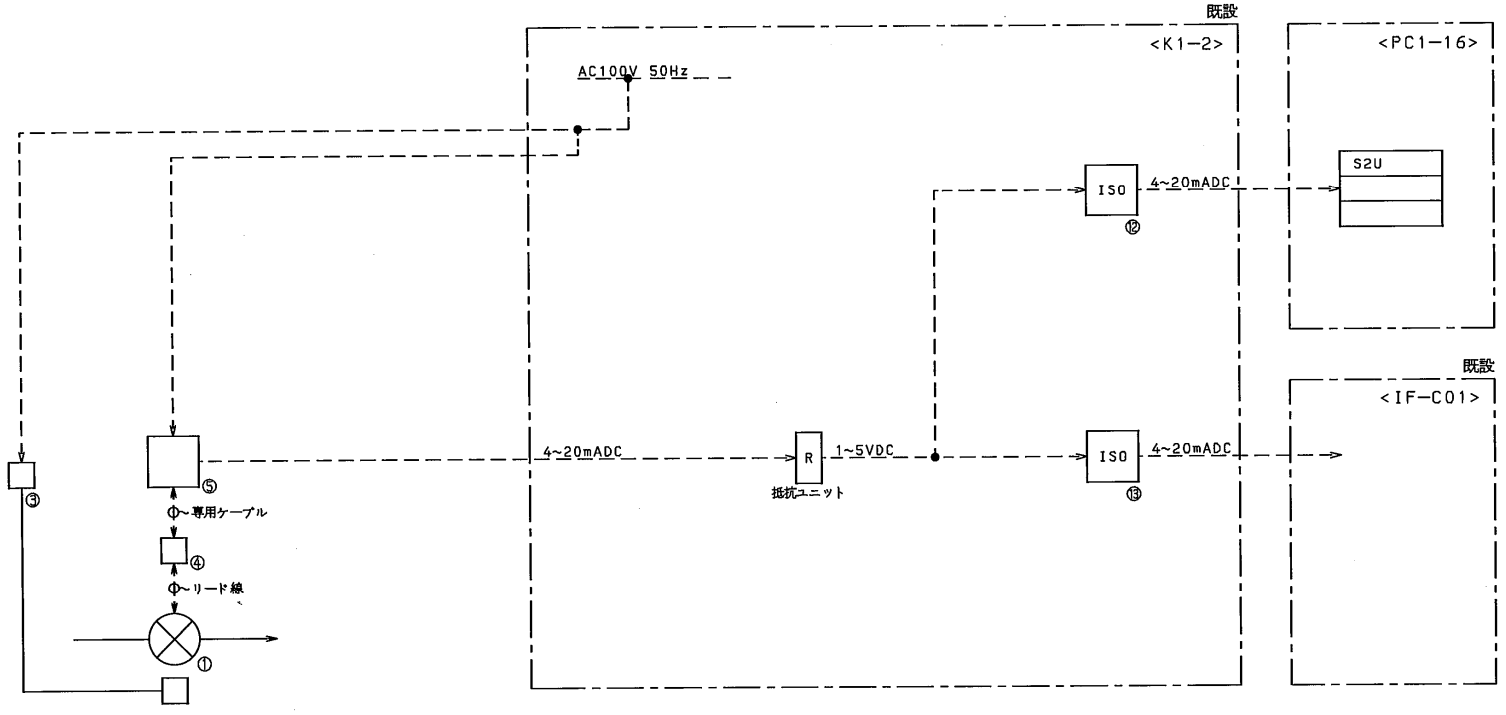 既設
<K1-2>
<PC1-16>
AC100V 50Hz
S2U
ISO
4~20mADC
⑫
既設
<IF-C01>
4~20mADC
R
1~5VDC
ISO
4~20mADC
抵抗ユニット
⑬
③
⑤
専用ケーブル
④
リード線
①